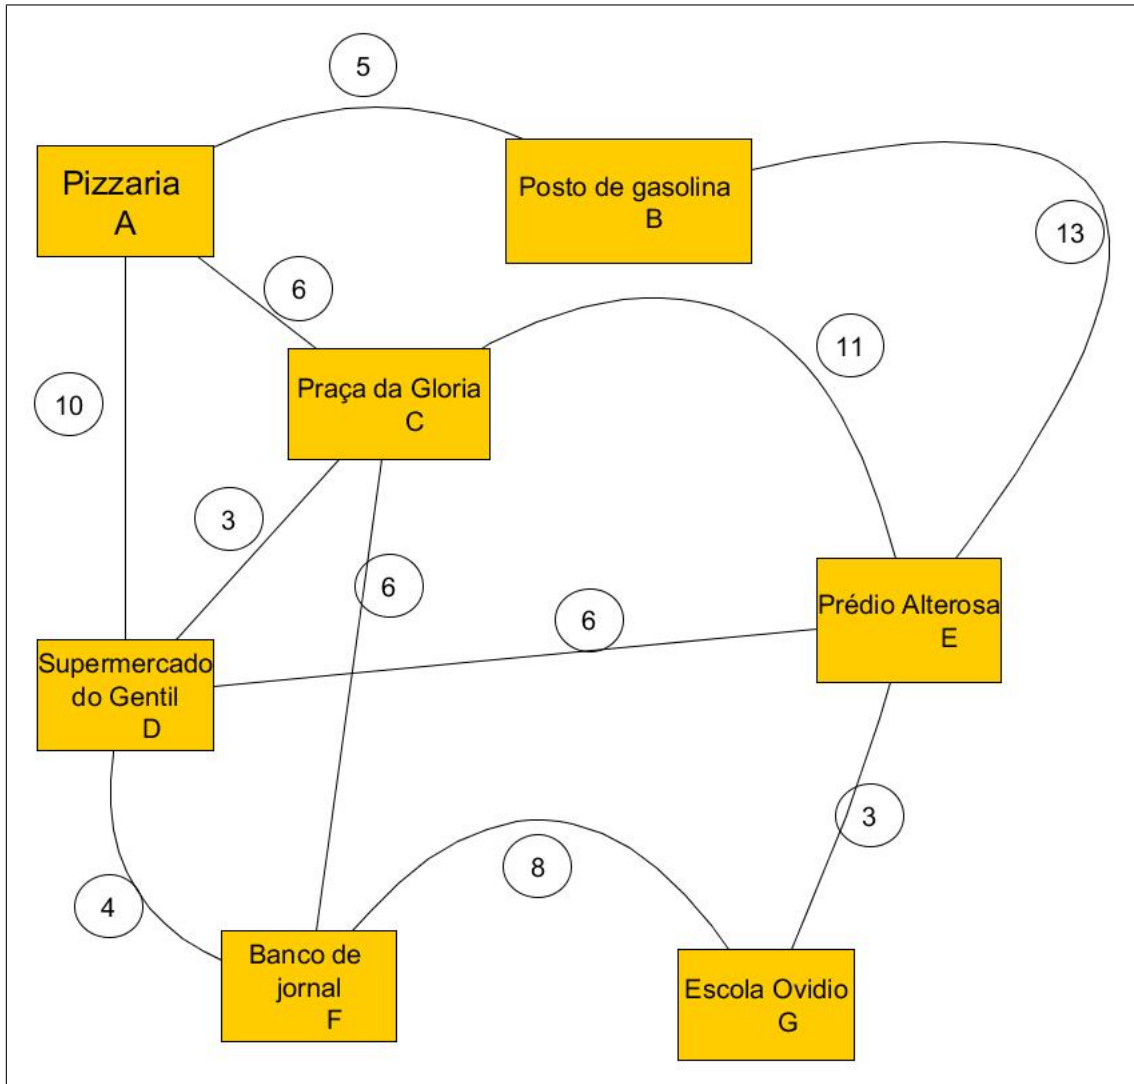 5
Pizzaria
A
Posto de gasolina
B
13
6
11
Praça da Gloria
C
10
3
6
6
Prédio Alterosa
E
Supermercado
do Gentil
D
3
8
4
Banco de
jornal
F
Escola Ovidio
G